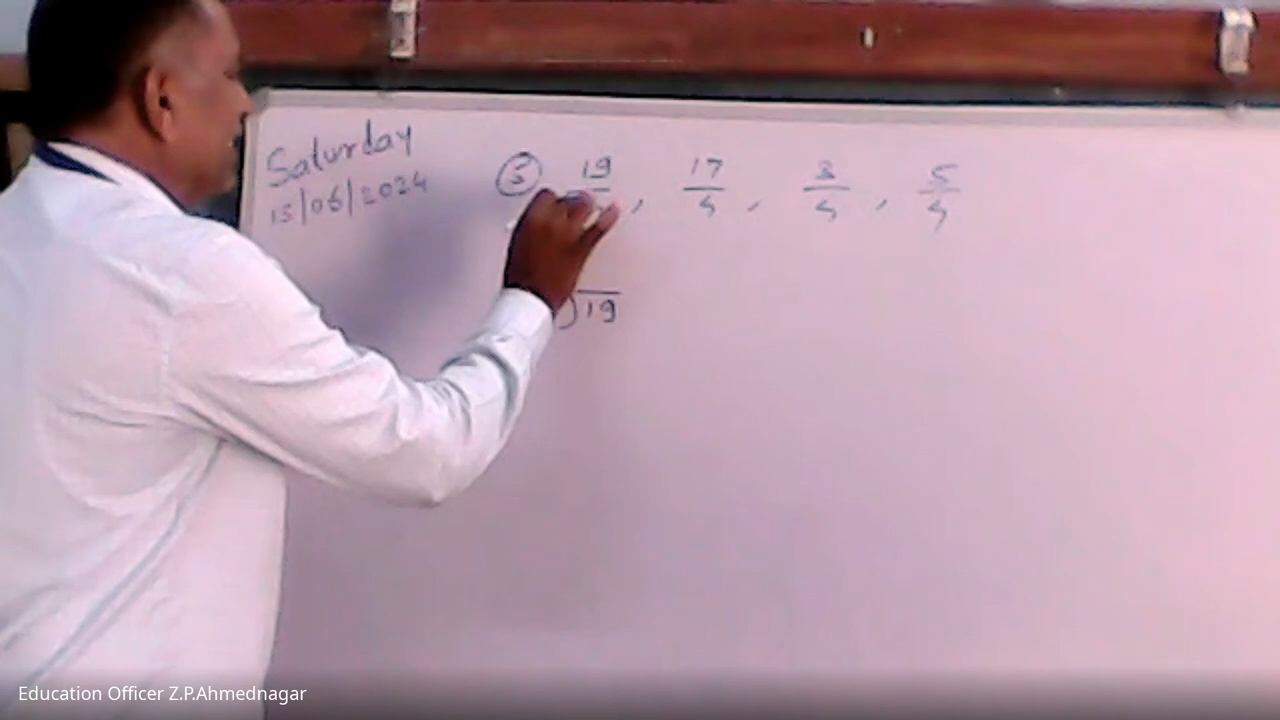 Saturday
15/06/2024
5 19 , 17/4 , 3/4 , 5/4
)19
Education Officer Z.P.Ahmednagar